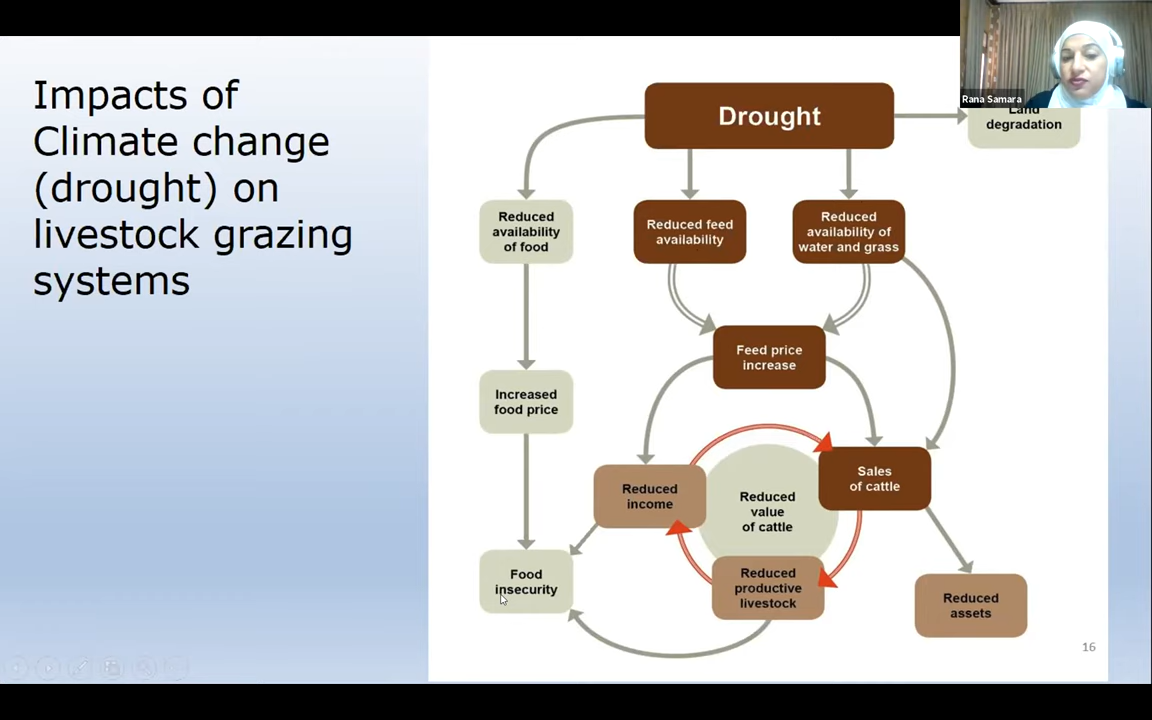 Impacts of
Climate change
(drought) on
livestock grazing
systems
Rana Samara
Drought
Land
degradation
Reduced
availability
of food
Reduced feed
availability
Reduced
availability of
water and grass
Feed price
increase
Increased
food price
Reduced
income
Reduced
value
of cattle
Sales
of cattle
Food
insecurity
Reduced
productive
livestock
Reduced
assets
16